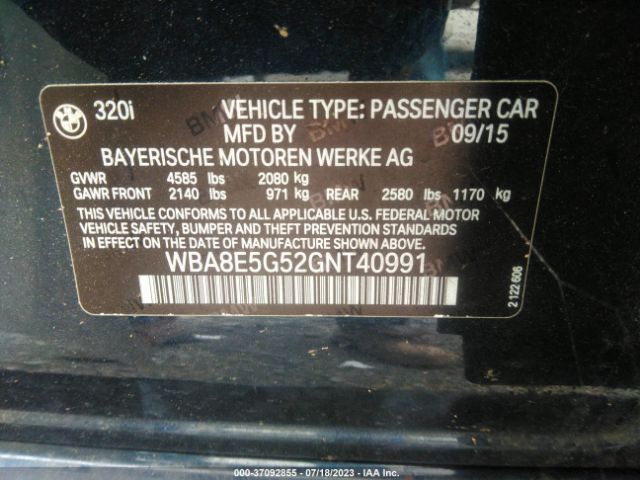 BMW 320i VEHICLE TYPE: PASSENGER CAR
MFD BY 09/15
BAYERISCHE MOTOREN WERKE AG
GVWR 4585 lbs 2080 kg
GAWR FRONT 2140 lbs 971 kg REAR 2580 lbs 1170 kg
THIS VEHICLE CONFORMS TO ALL APPLICABLE U.S. FEDERAL MOTOR
VEHICLE SAFETY, BUMPER AND THEFT PREVENTION STANDARDS
IN EFFECT ON THE DATE OF MANUFACTURE SHOWN ABOVE.
WBA8E5G52GNT40991
2 122 606
000-37092855 - 07/18/2023 - IAA Inc.